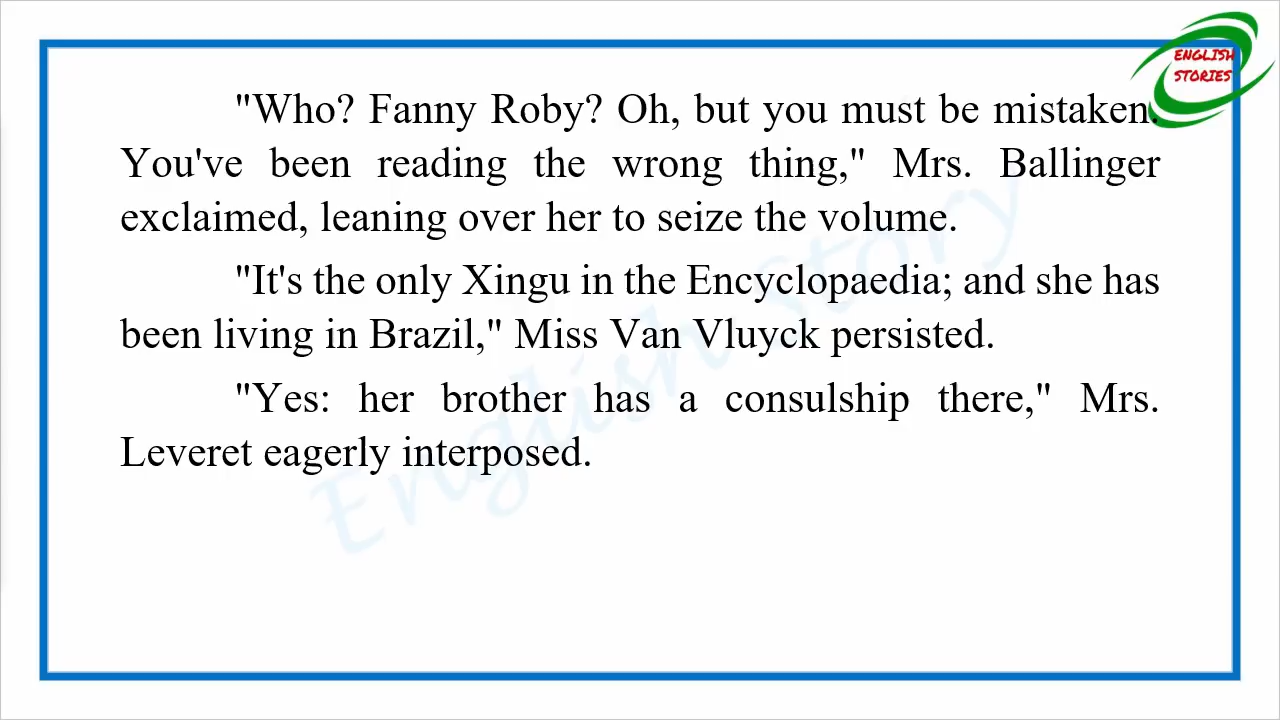 ENGLISH
STORIES
"Who? Fanny Roby? Oh, but you must be mistaken.
You've been reading the wrong thing," Mrs. Ballinger
exclaimed, leaning over her to seize the volume.
"It's the only Xingu in the Encyclopaedia; and she has
been living in Brazil," Miss Van Vluyck persisted.
"Yes: her brother has a consulship there," Mrs.
Leveret eagerly interposed.
English Story